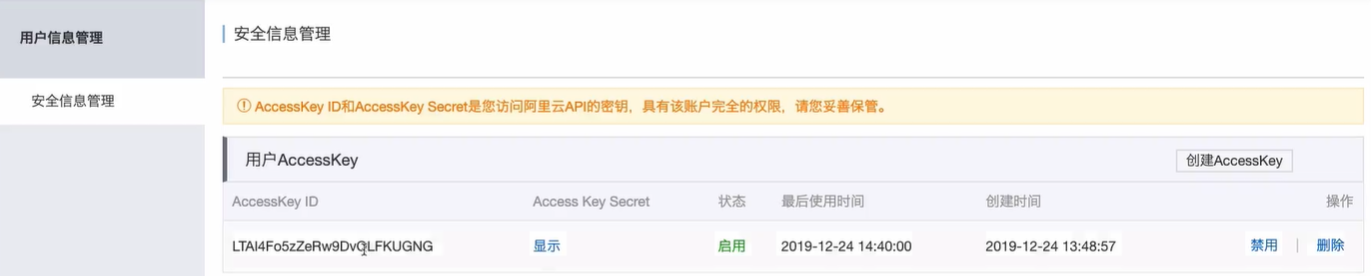 用户信息管理
安全信息管理
安全信息管理
AccessKey ID和AccessKey Secret是您访问阿里云API的密钥，具有该账户完全的权限，请您妥善保管。
用户AccessKey 创建AccessKey
AccessKey ID Access Key Secret 状态 最后使用时间 创建时间 操作
显示 启用 2019-12-24 14:40:00 2019-12-24 13:48:57 禁用 | 删除